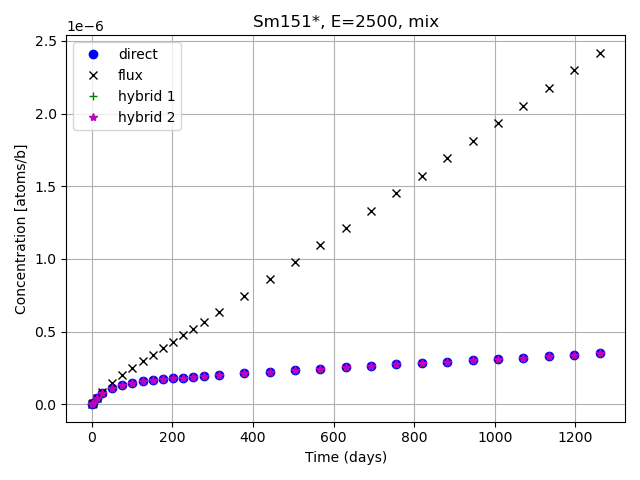 Sm151*, E=2500, mix
1e−6
2.5
2.0
1.5
1.0
0.5
0.0
Concentration [atoms/b]
direct
flux
hybrid 1
hybrid 2
0
200
400
600
800
1000
1200
Time (days)